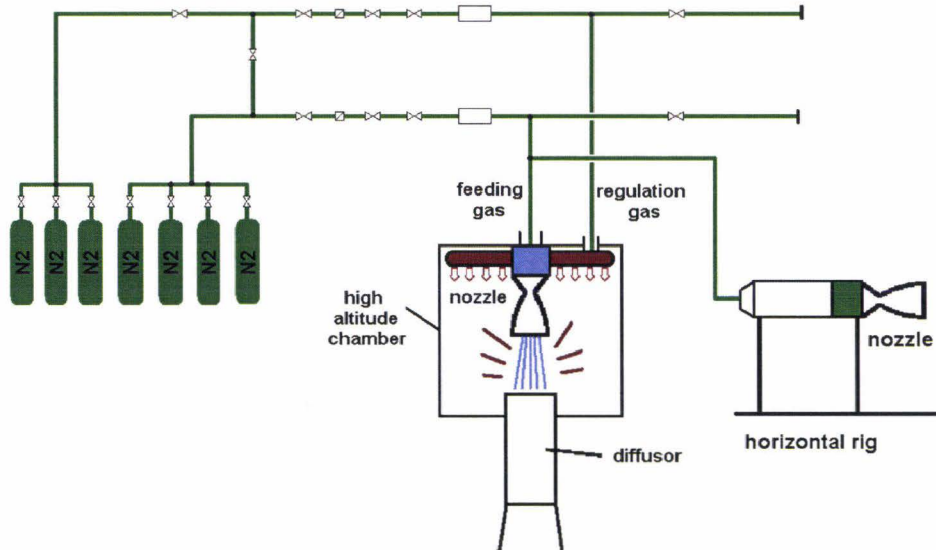 feeding
gas
regulation
gas
N2
N2
N2
N2
N2
N2
N2
nozzle
high
altitude
chamber
nozzle
horizontal rig
diffusor